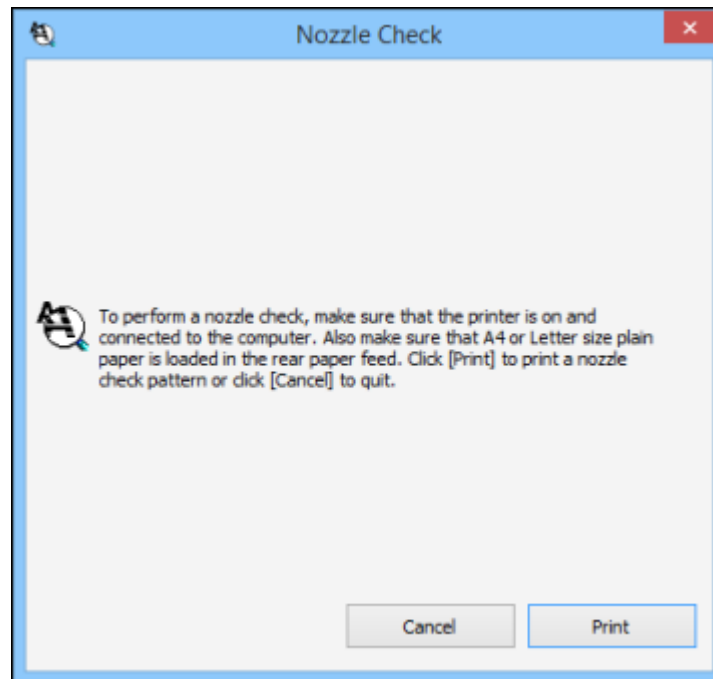 Nozzle Check
To perform a nozzle check, make sure that the printer is on and
connected to the computer. Also make sure that A4 or Letter size plain
paper is loaded in the rear paper feed. Click [Print] to print a nozzle
check pattern or click [Cancel] to quit.
Cancel Print